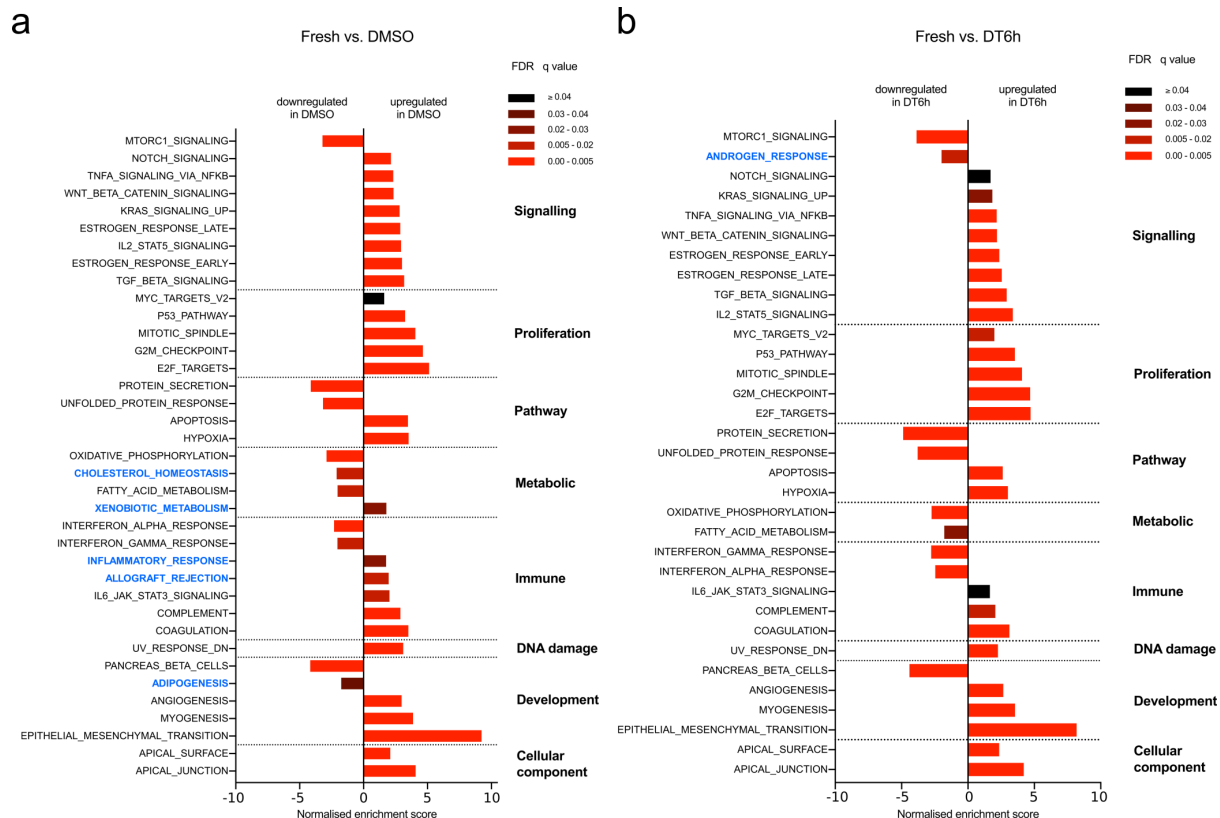 a
Fresh vs. DMSO
FDR q value
≥ 0.04
0.03 - 0.04
0.02 - 0.03
0.005 - 0.02
0.00 - 0.005
downregulated
in DMSO
upregulated
in DMSO
MTORC1_SIGNALING
NOTCH_SIGNALING
TNFA_SIGNALING_VIA_NFKB
WNT_BETA_CATENIN_SIGNALING
KRAS_SIGNALING_UP
ESTROGEN_RESPONSE_LATE
IL2_STAT5_SIGNALING
ESTROGEN_RESPONSE_EARLY
TGF_BETA_SIGNALING
Signalling
MYC_TARGETS_V2
P53_PATHWAY
MITOTIC_SPINDLE
G2M_CHECKPOINT
E2F_TARGETS
Proliferation
PROTEIN_SECRETION
UNFOLDED_PROTEIN_RESPONSE
APOPTOSIS
HYPOXIA
Pathway
OXIDATIVE_PHOSPHORYLATION
CHOLESTEROL_HOMEOSTASIS
FATTY_ACID_METABOLISM
XENOBIOTIC_METABOLISM
Metabolic
INTERFERON_ALPHA_RESPONSE
INTERFERON_GAMMA_RESPONSE
INFLAMMATORY_RESPONSE
ALLOGRAFT_REJECTION
IL6_JAK_STAT3_SIGNALING
COMPLEMENT
COAGULATION
Immune
UV_RESPONSE_DN
DNA damage
PANCREAS_BETA_CELLS
ADIPOGENESIS
ANGIOGENESIS
MYOGENESIS
EPITHELIAL_MESENCHYMAL_TRANSITION
Development
APICAL_SURFACE
APICAL_JUNCTION
Cellular
component
-10 -5 0 5 10
Normalised enrichment score
b
Fresh vs. DT6h
FDR q value
≥ 0.04
0.03 - 0.04
0.02 - 0.03
0.005 - 0.02
0.00 - 0.005
downregulated
in DT6h
upregulated
in DT6h
MTORC1_SIGNALING
ANDROGEN_RESPONSE
NOTCH_SIGNALING
KRAS_SIGNALING_UP
TNFA_SIGNALING_VIA_NFKB
WNT_BETA_CATENIN_SIGNALING
ESTROGEN_RESPONSE_EARLY
ESTROGEN_RESPONSE_LATE
TGF_BETA_SIGNALING
IL2_STAT5_SIGNALING
Signalling
MYC_TARGETS_V2
P53_PATHWAY
MITOTIC_SPINDLE
G2M_CHECKPOINT
E2F_TARGETS
Proliferation
PROTEIN_SECRETION
UNFOLDED_PROTEIN_RESPONSE
APOPTOSIS
HYPOXIA
Pathway
OXIDATIVE_PHOSPHORYLATION
FATTY_ACID_METABOLISM
Metabolic
INTERFERON_GAMMA_RESPONSE
INTERFERON_ALPHA_RESPONSE
IL6_JAK_STAT3_SIGNALING
COMPLEMENT
COAGULATION
Immune
UV_RESPONSE_DN
DNA damage
PANCREAS_BETA_CELLS
ANGIOGENESIS
MYOGENESIS
EPITHELIAL_MESENCHYMAL_TRANSITION
Development
APICAL_SURFACE
APICAL_JUNCTION
Cellular
component
-10 -5 0 5 10
Normalised enrichment score